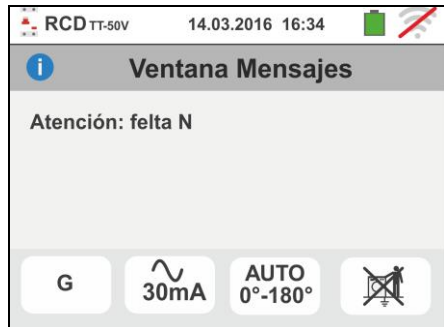 RCD TT-50V 14.03.2016 16:34
Ventana Mensajes
Atención: felta N
G
30mA
AUTO
0°-180°